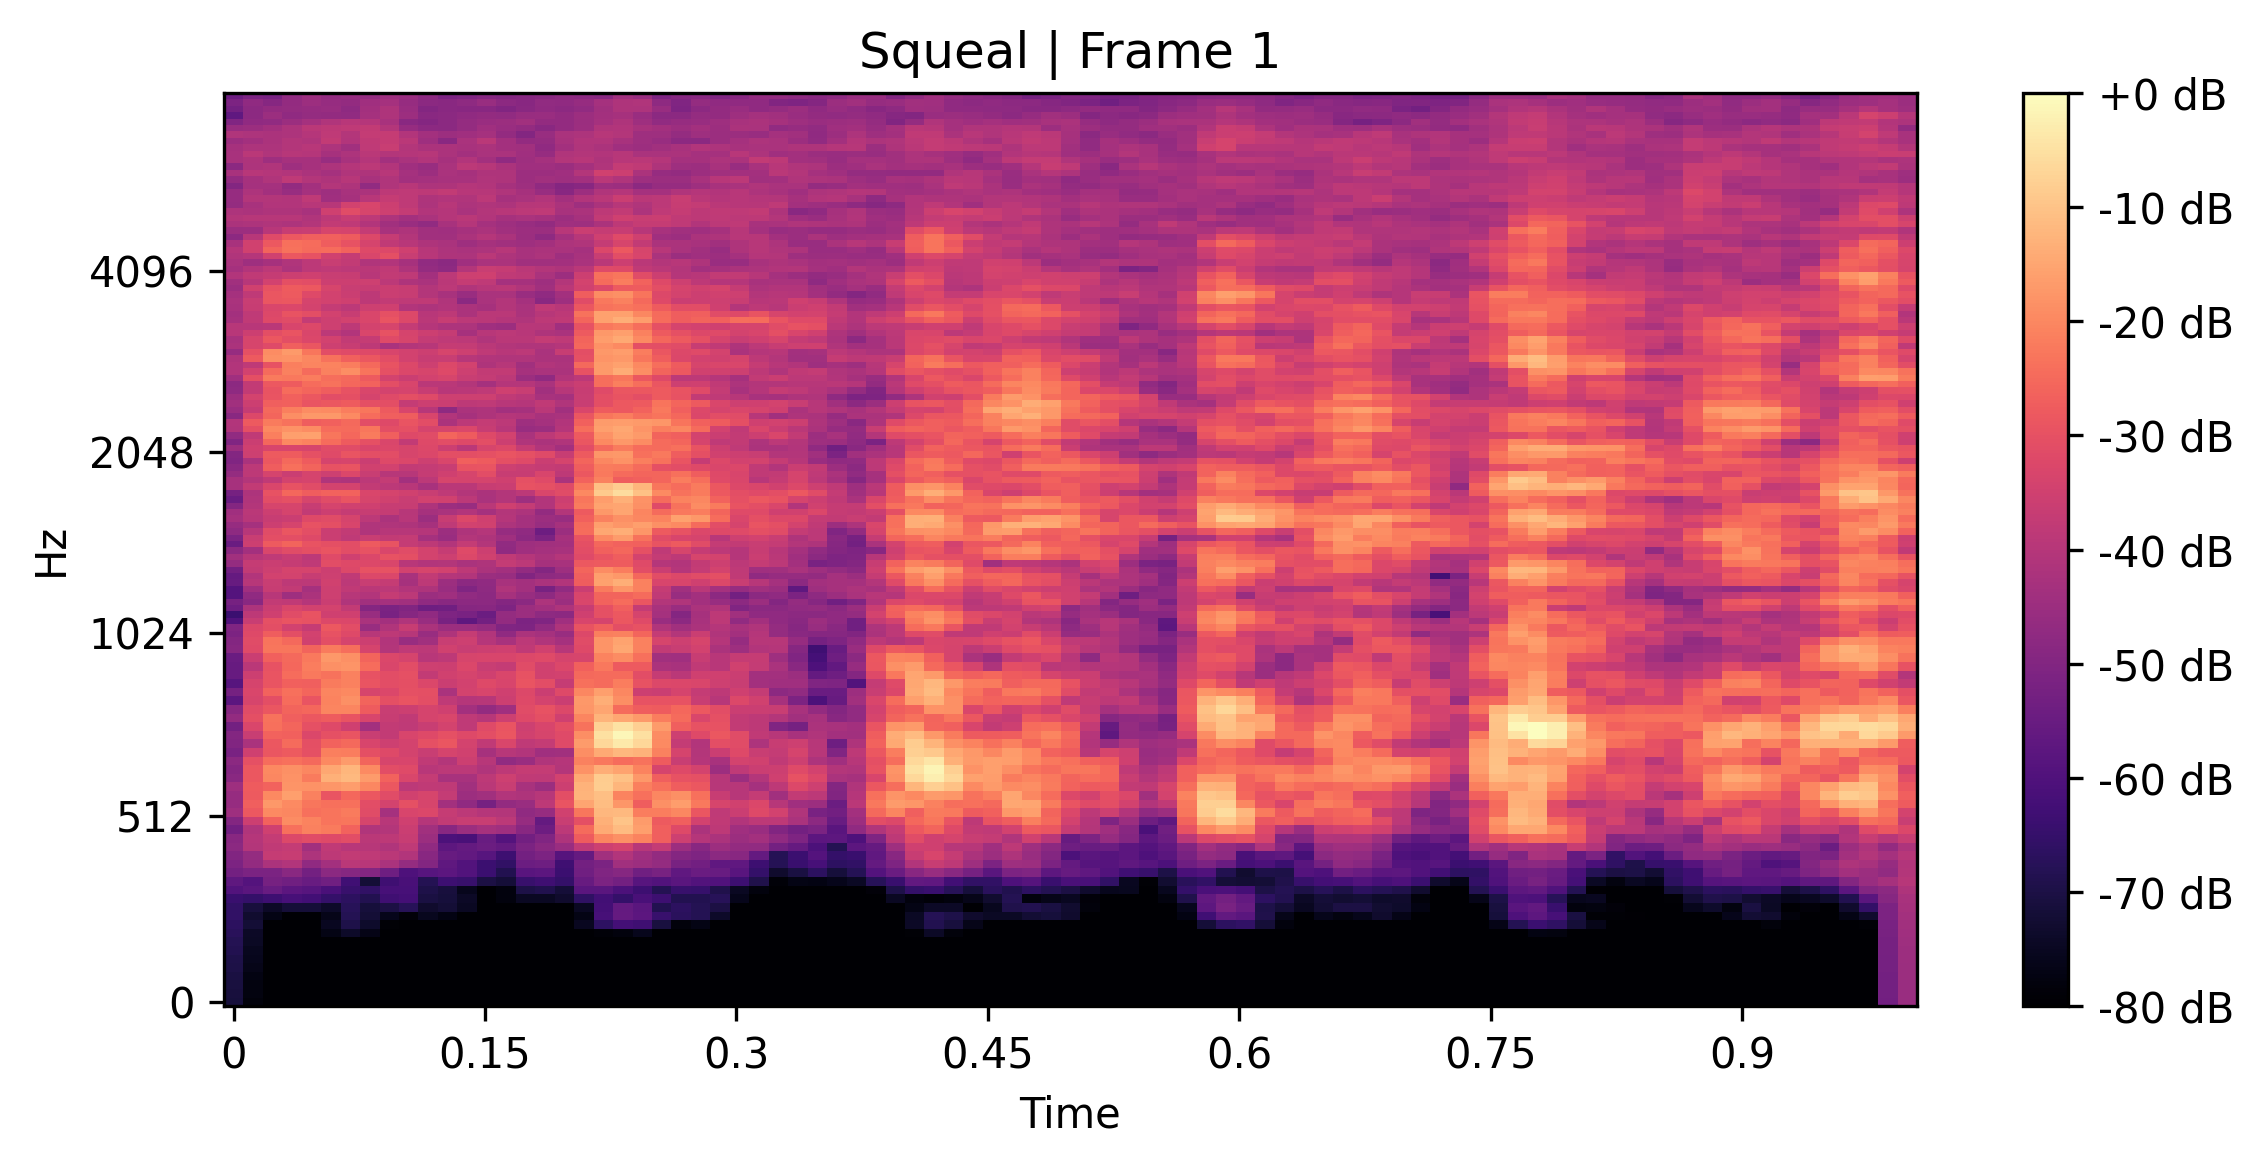 Squeal | Frame 1
+0 dB
-10 dB
-20 dB
-30 dB
-40 dB
-50 dB
-60 dB
-70 dB
-80 dB
Hz
4096
2048
1024
512
0
0 0.15 0.3 0.45 0.6 0.75 0.9
Time